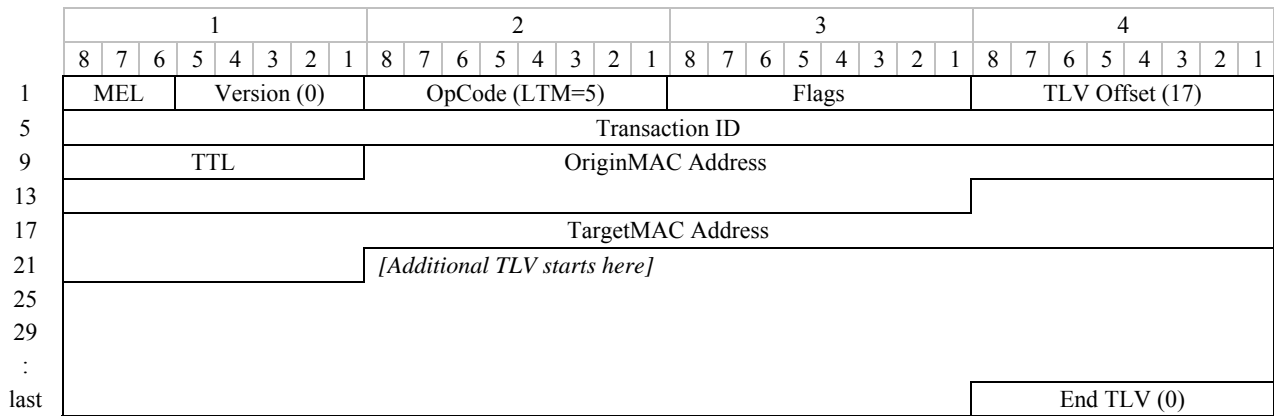 1 2 3 4
8 7 6 5 4 3 2 1 8 7 6 5 4 3 2 1 8 7 6 5 4 3 2 1 8 7 6 5 4 3 2 1
1 MEL Version (0) OpCode (LTM=5) Flags TLV Offset (17)
5 Transaction ID
9 TTL OriginMAC Address
13
17 TargetMAC Address
21 [Additional TLV starts here]
25
29
:
last End TLV (0)